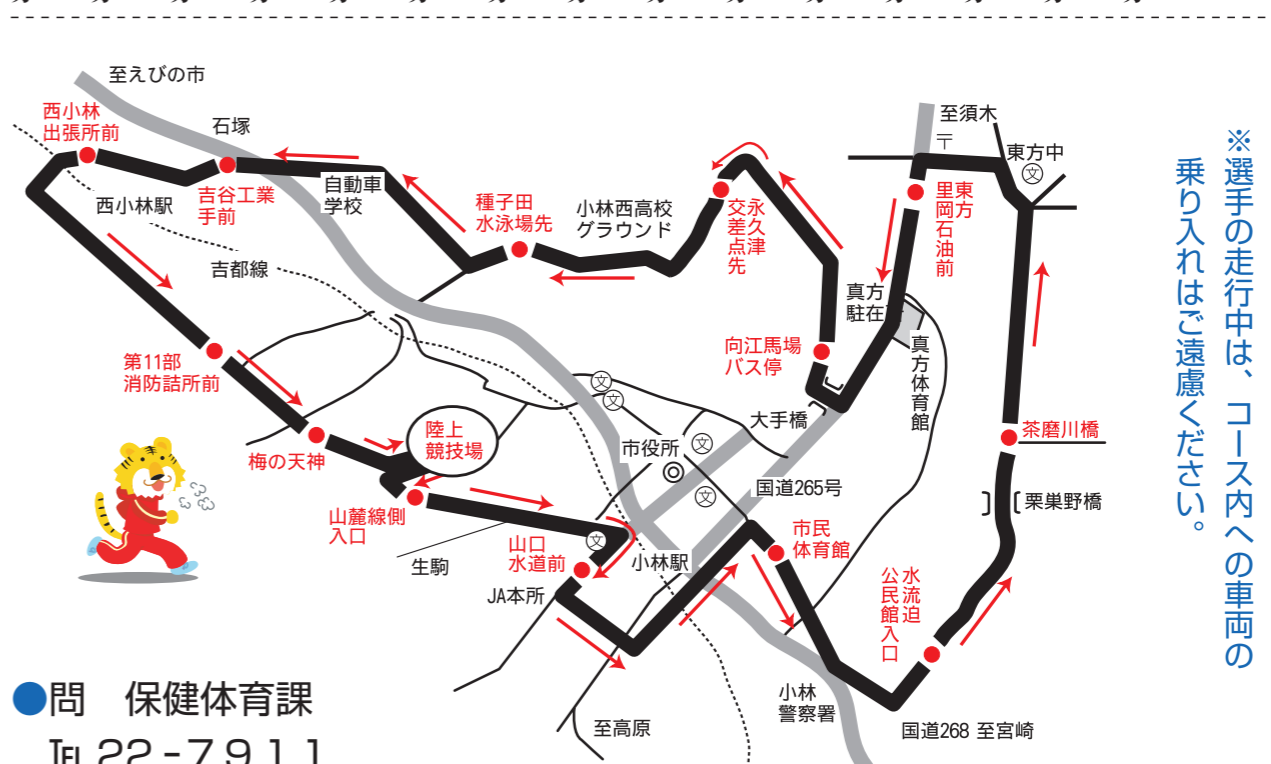 至えびの市
西小林
出張所前
石塚
吉谷工業
手前
西小林駅
自動車
学校
種子田
水泳場先
小林西高校
グラウンド
永久津
交差点先
至須木
〒
東方中
文
東方
里岡石油前
吉都線
真方
駐在
真方体育館
向江馬場
バス停
大手橋
第11部
消防詰所前
梅の天神
陸上
競技場
文
文
市役所
文
文
国道265号
茶磨川橋
栗巣野橋
山麓線側
入口
生駒
山口
水道前
文
小林駅
市民
体育館
JA本所
水流迫
公民館入口
小林
警察署
至高原
国道268 至宮崎
※選手の走行中は、コース内への車両の
乗り入れはご遠慮ください。
●問 保健体育課
℡22-7911